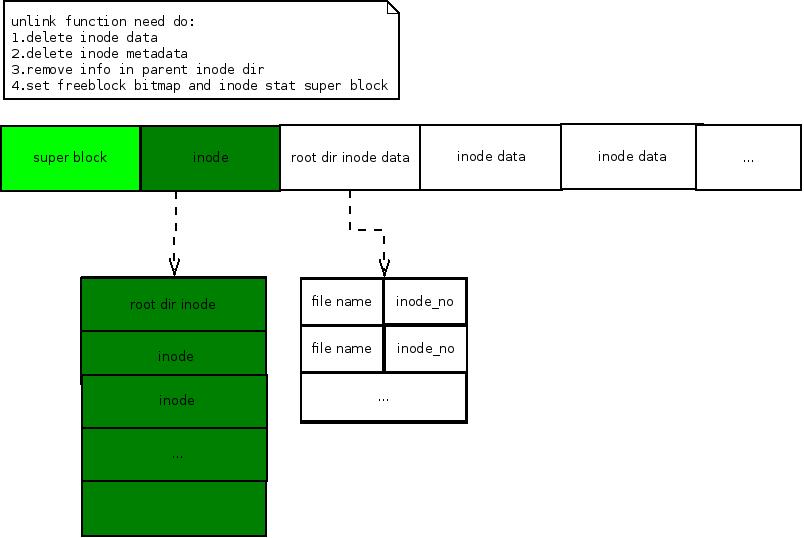 unlink function need do:
1.delete inode data
2.delete inode metadata
3.remove info in parent inode dir
4.set freeblock bitmap and inode stat super block
super block
inode
root dir inode data
inode data
inode data
...
root dir inode
file name
inode_no
inode
file name
inode_no
inode
...
...